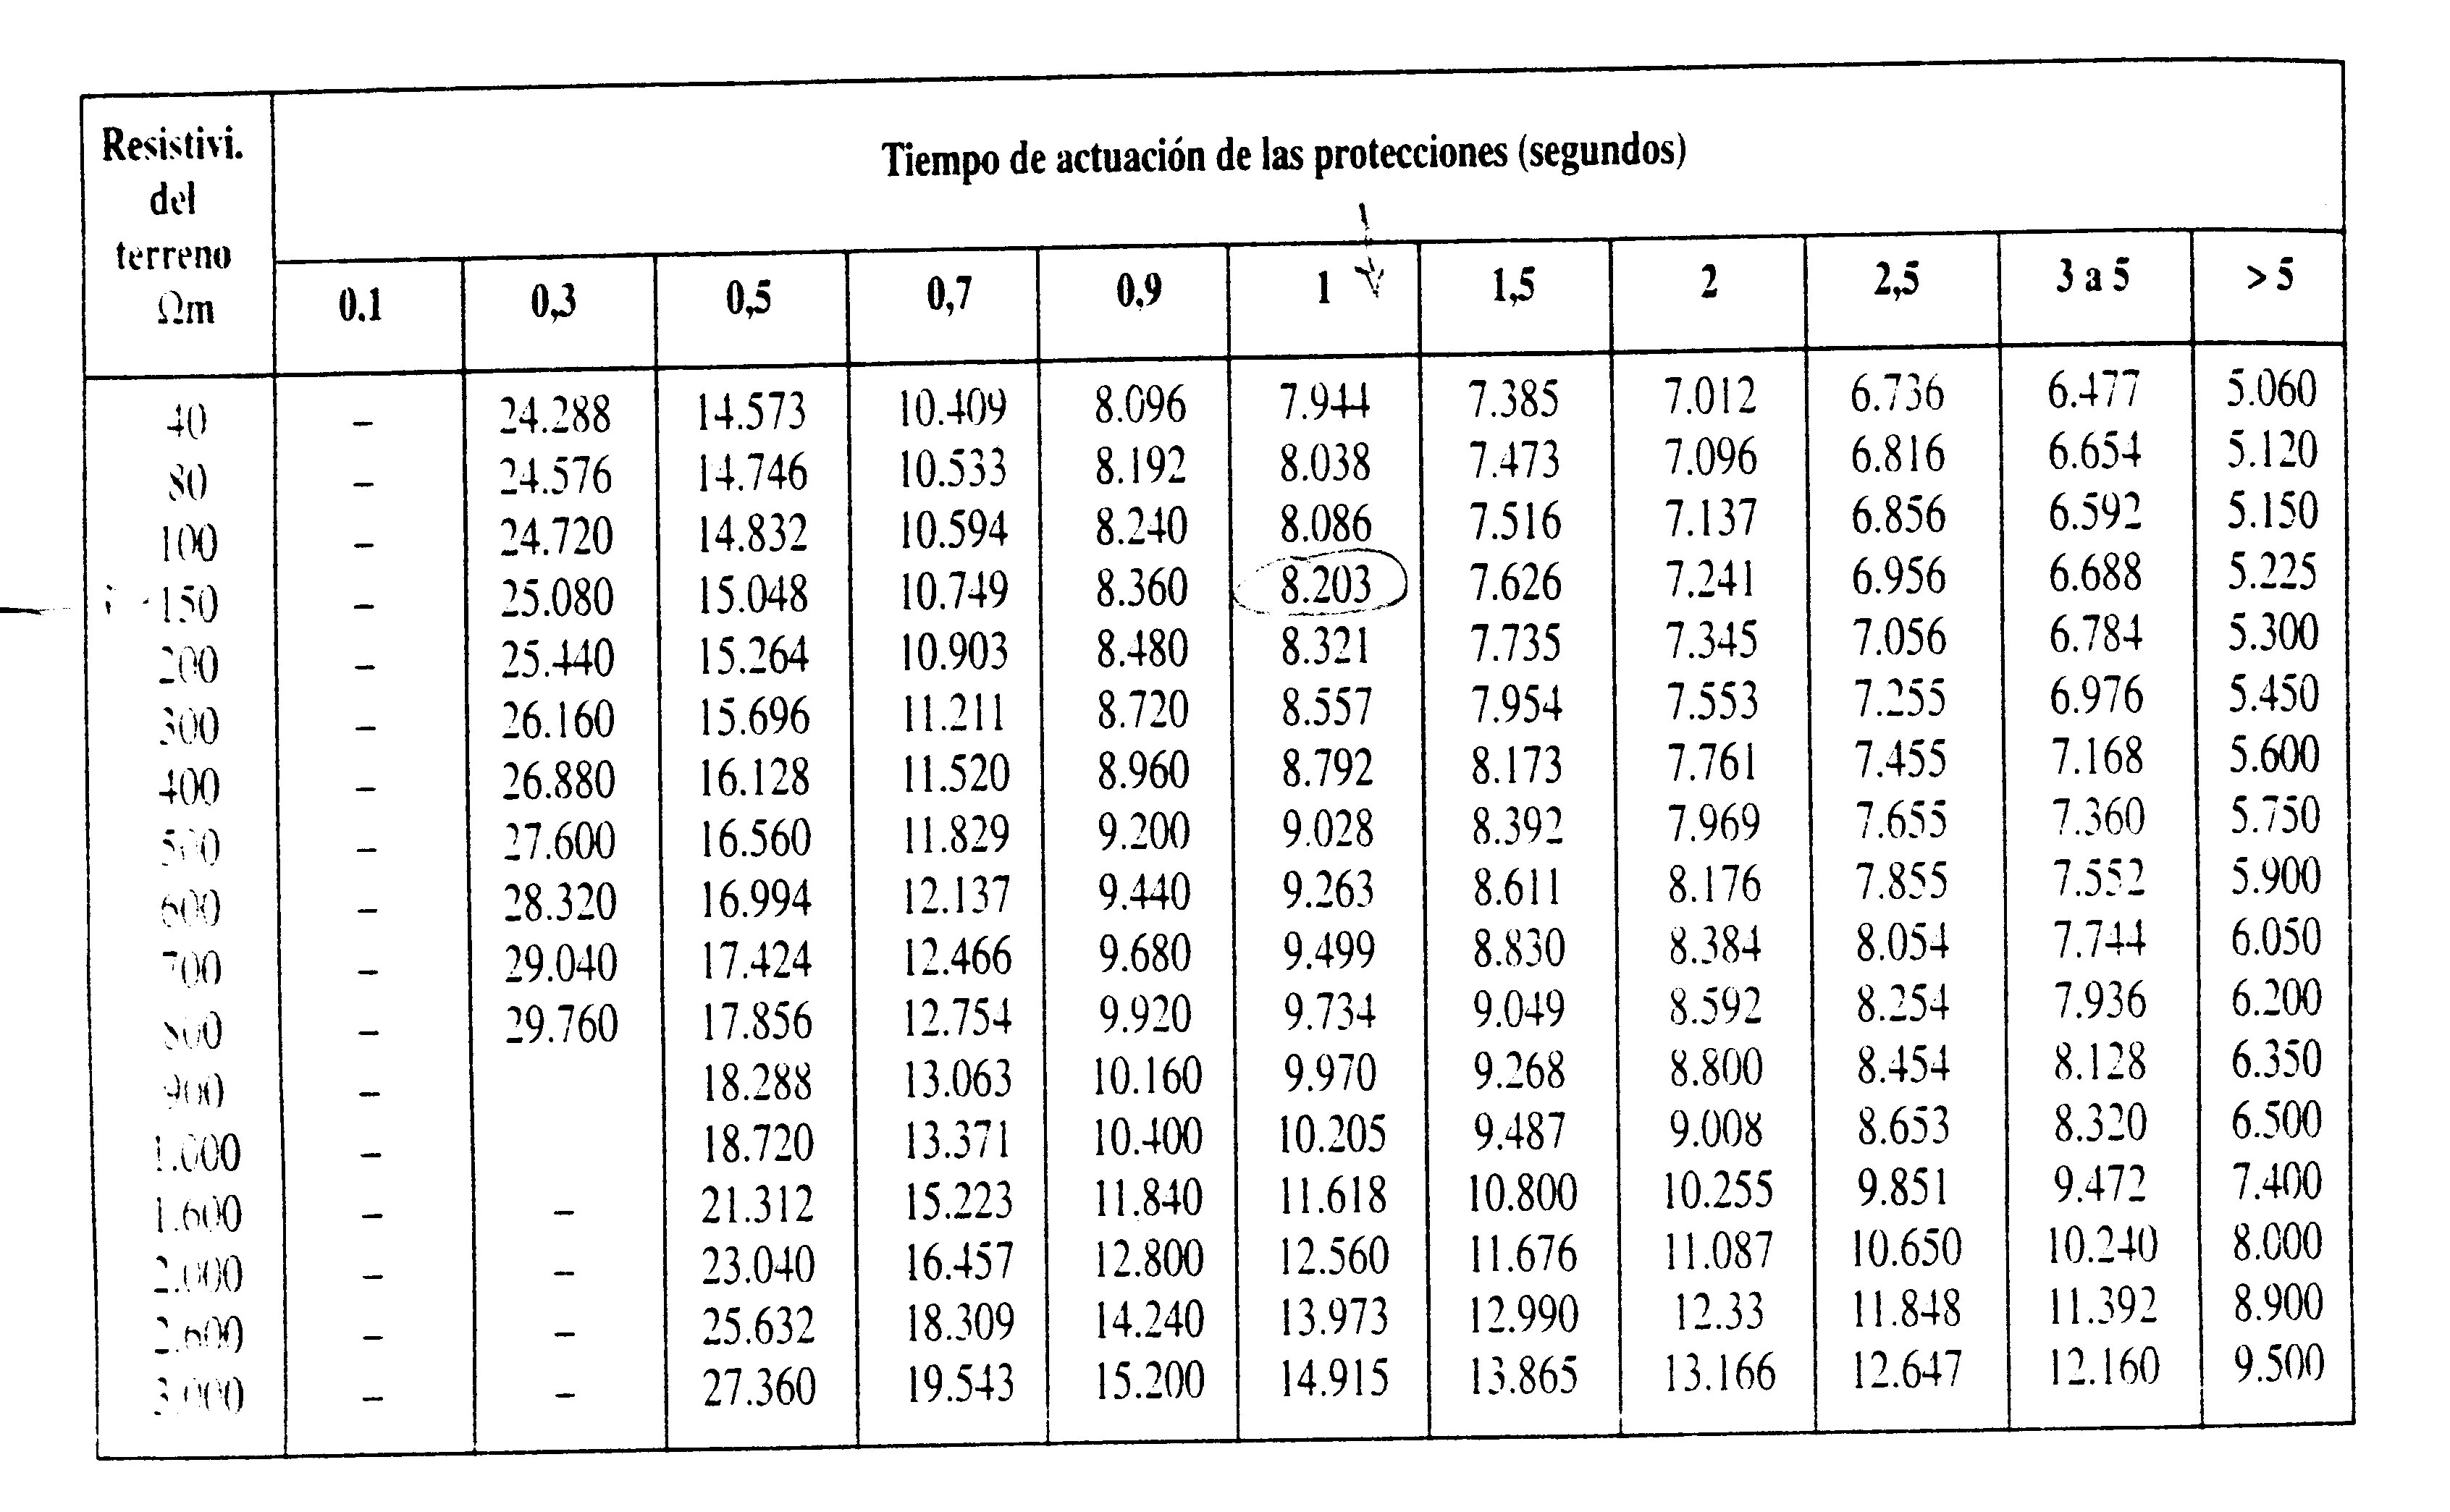 Resistivi.
del
terreno
Ωm
Tiempo de actuación de las protecciones (segundos)
0.1 0,3 0,5 0,7 0,9 1 1,5 2 2,5 3 a 5 > 5
40 – 24.288 14.573 10.409 8.096 7.944 7.385 7.012 6.736 6.477 5.060
80 – 24.576 14.746 10.533 8.192 8.038 7.473 7.096 6.816 6.654 5.120
100 – 24.720 14.832 10.594 8.240 8.086 7.516 7.137 6.856 6.592 5.150
150 – 25.080 15.048 10.749 8.360 8.203 7.626 7.241 6.956 6.688 5.225
200 – 25.440 15.264 10.903 8.480 8.321 7.735 7.345 7.056 6.784 5.300
300 – 26.160 15.696 11.211 8.720 8.557 7.954 7.553 7.255 6.976 5.450
400 – 26.880 16.128 11.520 8.960 8.792 8.173 7.761 7.455 7.168 5.600
500 – 27.600 16.560 11.829 9.200 9.028 8.392 7.969 7.655 7.360 5.750
600 – 28.320 16.994 12.137 9.440 9.263 8.611 8.176 7.855 7.552 5.900
700 – 29.040 17.424 12.466 9.680 9.499 8.830 8.384 8.054 7.744 6.050
800 – 29.760 17.856 12.754 9.920 9.734 9.049 8.592 8.254 7.936 6.200
900 – 18.288 13.063 10.160 9.970 9.268 8.800 8.454 8.128 6.350
1.000 – 18.720 13.371 10.400 10.205 9.487 9.008 8.653 8.320 6.500
1.600 – – 21.312 15.223 11.840 11.618 10.800 10.255 9.851 9.472 7.400
2.000 – – 23.040 16.457 12.800 12.560 11.676 11.087 10.650 10.240 8.000
2.600 – – 25.632 18.309 14.240 13.973 12.990 12.33 11.848 11.392 8.900
3.000 – – 27.360 19.543 15.200 14.915 13.865 13.166 12.647 12.160 9.500